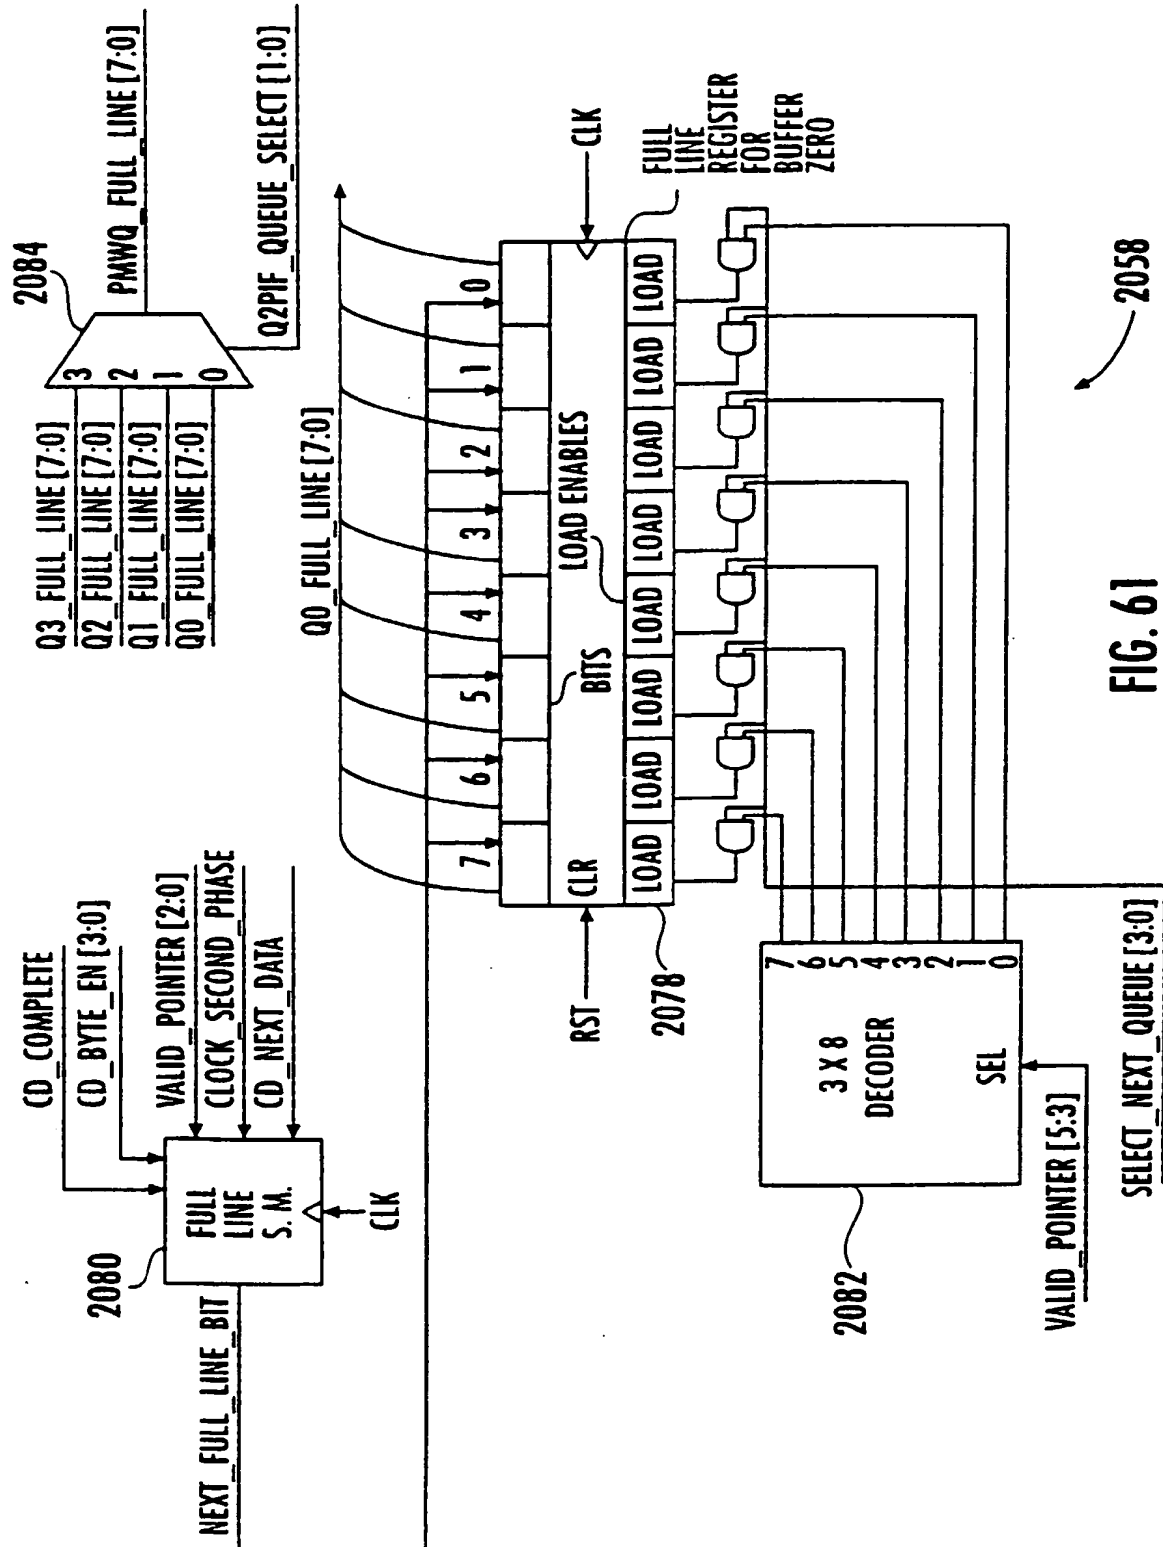 CD_COMPLETE
CD_BYTE_EN [3:0]
VALID_POINTER [2:0]
CLOCK_SECOND_PHASE
CD_NEXT_DATA
2080
FULL
LINE
S. M.
CLK
NEXT_FULL_LINE_BIT
Q3_FULL_LINE [7:0]
Q2_FULL_LINE [7:0]
Q1_FULL_LINE [7:0]
Q0_FULL_LINE [7:0]
3
2
1
0
2084
PMWQ_FULL_LINE [7:0]
Q2PIF_QUEUE_SELECT [1:0]
Q0_FULL_LINE [7:0]
7
6
5
4
3
2
1
0
RST
CLR
BITS
LOAD ENABLES
CLK
LOAD
LOAD
LOAD
LOAD
LOAD
LOAD
LOAD
LOAD
2078
FULL
LINE
REGISTER
FOR
BUFFER
ZERO
3 X 8
DECODER
SEL
7
6
5
4
3
2
1
0
2082
VALID_POINTER [5:3]
SELECT_NEXT_QUEUE [3:0]
2058
FIG. 61